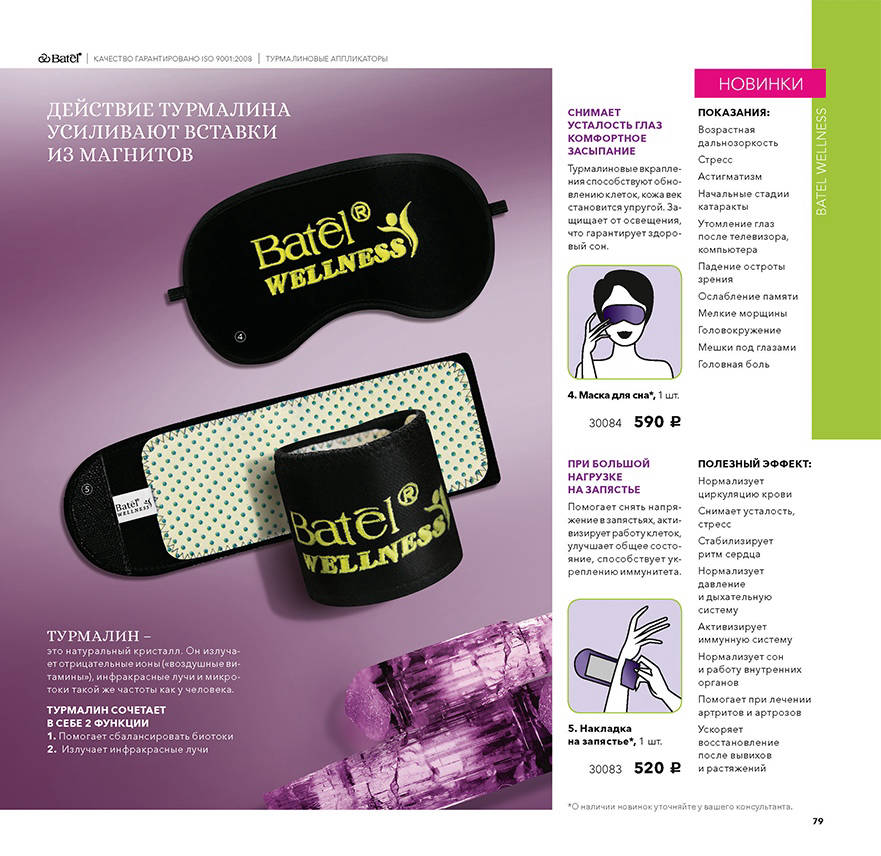 Batel®
КАЧЕСТВО ГАРАНТИРОВАНО ISO 9001:2008
ТУРМАЛИНОВЫЕ АППЛИКАТОРЫ
ДЕЙСТВИЕ ТУРМАЛИНА
УСИЛИВАЮТ ВСТАВКИ
ИЗ МАГНИТОВ
Batel®
WELLNESS
4
5
Batel
WELLNESS
Batel®
WELLNESS
ТУРМАЛИН –
это натуральный кристалл. Он излуча-
ет отрицательные ионы («воздушные ви-
тамины»), инфракрасные лучи и микро-
токи такой же частоты как у человека.
ТУРМАЛИН СОЧЕТАЕТ
В СЕБЕ 2 ФУНКЦИИ
1. Помогает сбалансировать биотоки
2. Излучает инфракрасные лучи
НОВИНКИ
BATEL WELLNESS
СНИМАЕТ
УСТАЛОСТЬ ГЛАЗ
КОМФОРТНОЕ
ЗАСЫПАНИЕ
Турмалиновые вкрапле-
ния способствуют обно-
влению клеток, кожа век
становится упругой. За-
щищает от освещения,
что гарантирует здоро-
вый сон.
4. Маска для сна*, 1 шт.
30084 590 ₽
ПОКАЗАНИЯ:
Возрастная
дальнозоркость
Стресс
Астигматизм
Начальные стадии
катаракты
Утомление глаз
после телевизора,
компьютера
Падение остроты
зрения
Ослабление памяти
Мелкие морщины
Головокружение
Мешки под глазами
Головная боль
ПРИ БОЛЬШОЙ
НАГРУЗКЕ
НА ЗАПЯСТЬЕ
Помогает снять напря-
жение в запястьях, акти-
визирует работу клеток,
улучшает общее состо-
яние, способствует ук-
реплению иммунитета.
5. Накладка
на запястье*, 1 шт.
30083 520 ₽
ПОЛЕЗНЫЙ ЭФФЕКТ:
Нормализует
циркуляцию крови
Снимает усталость,
стресс
Стабилизирует
ритм сердца
Нормализует
давление
и дыхательную
систему
Активизирует
иммунную систему
Нормализует сон
и работу внутренних
органов
Помогает при лечении
артритов и артрозов
Ускоряет
восстановление
после вывихов
и растяжений
*О наличии новинок уточняйте у вашего консультанта.
79